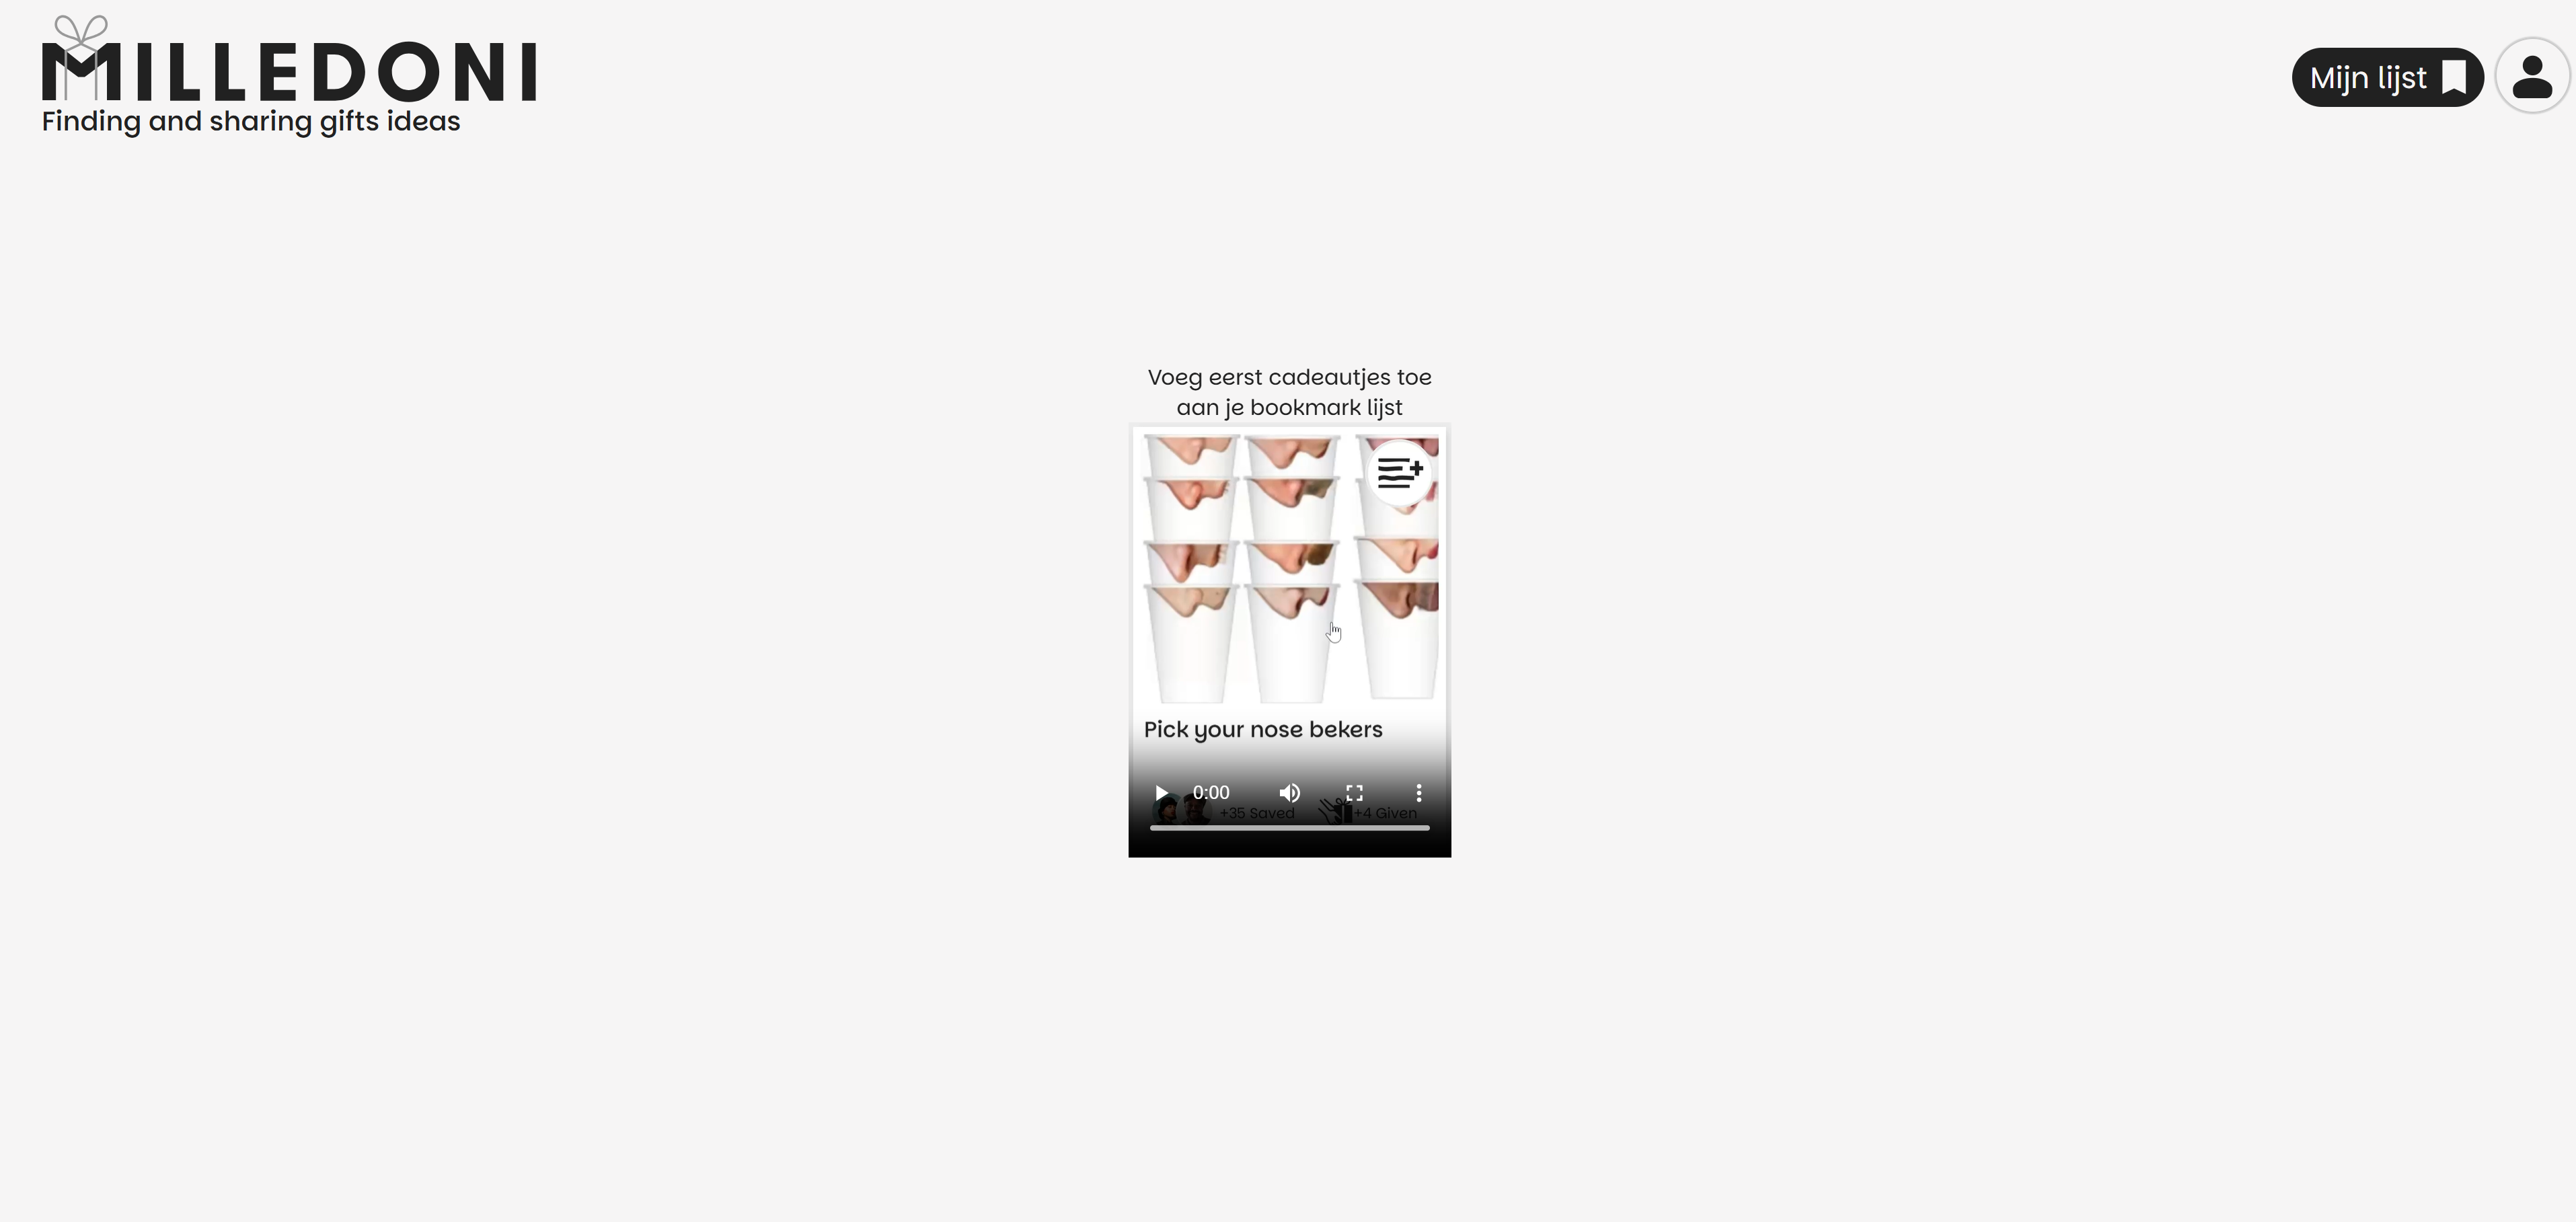 MILLEDONI
Finding and sharing gifts ideas
Mijn lijst
Voeg eerst cadeautjes toe
aan je bookmark lijst
Pick your nose bekers
0:00
+35 Saved
+4 Given